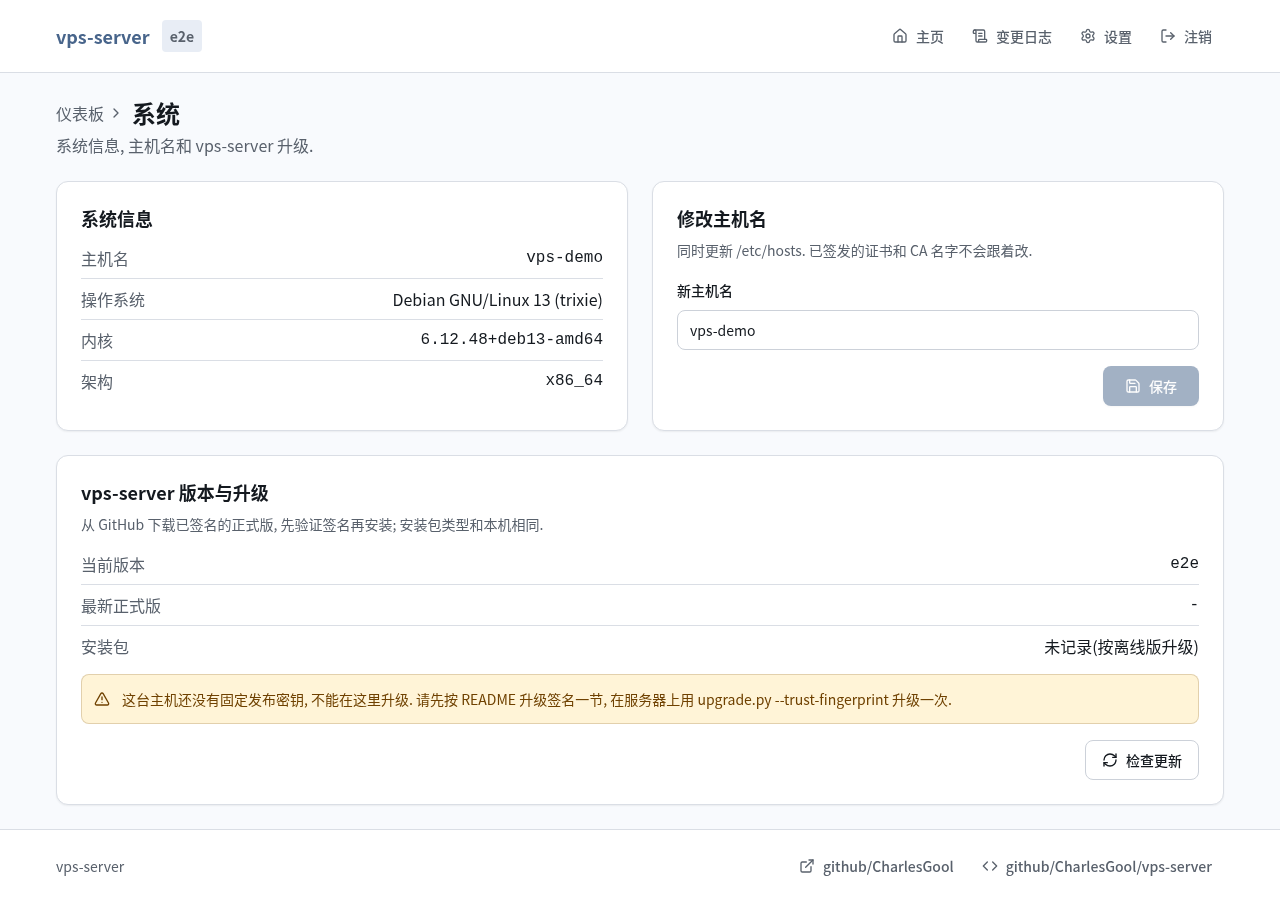 vps-server e2e
主页 变更日志 设置 注销
仪表板 系统
系统信息, 主机名和 vps-server 升级.
系统信息
主机名 vps-demo
操作系统 Debian GNU/Linux 13 (trixie)
内核 6.12.48+deb13-amd64
架构 x86_64
修改主机名
同时更新 /etc/hosts. 已签发的证书和 CA 名字不会跟着改.
新主机名
vps-demo
保存
vps-server 版本与升级
从 GitHub 下载已签名的正式版, 先验证签名再安装; 安装包类型和本机相同.
当前版本 e2e
最新正式版 -
安装包 未记录(按离线版升级)
这台主机还没有固定发布密钥, 不能在这里升级. 请先按 README 升级签名一节, 在服务器上用 upgrade.py --trust-fingerprint 升级一次.
检查更新
vps-server
github/CharlesGool
github/CharlesGool/vps-server